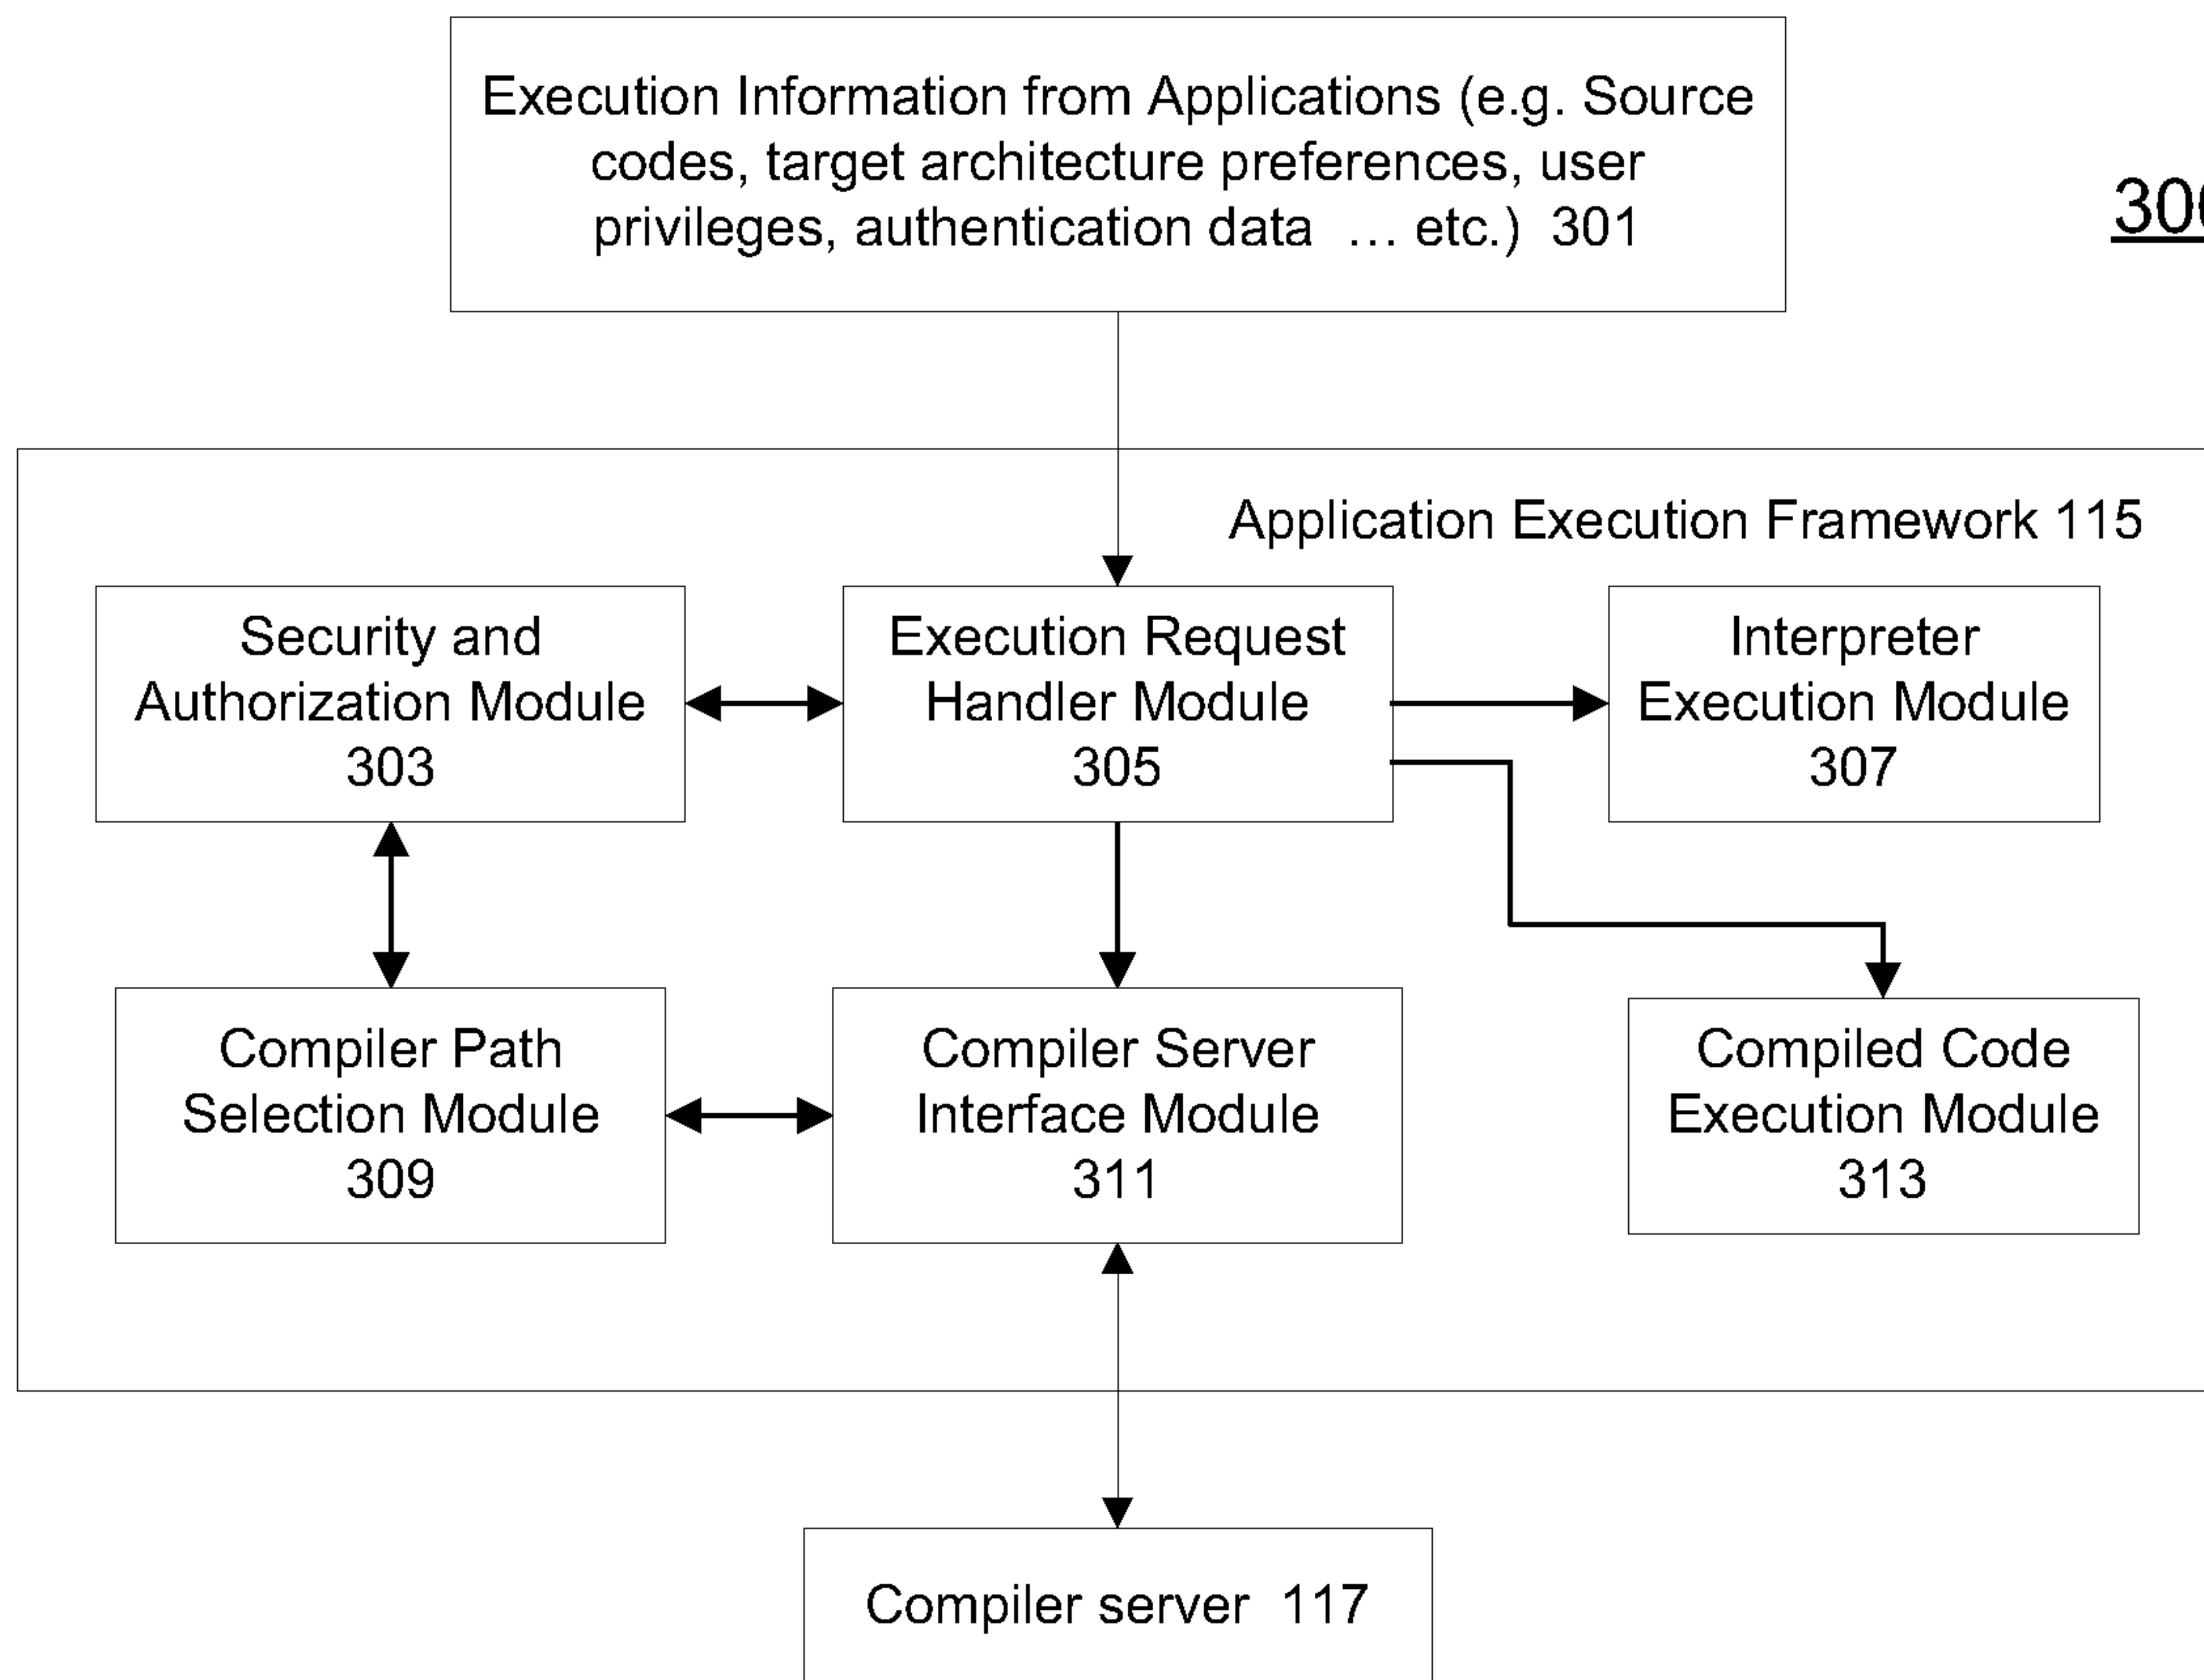 Execution Information from Applications (e.g. Source
codes, target architecture preferences, user
privileges, authentication data ... etc.) 301
300
Application Execution Framework 115
Security and
Authorization Module
303
Execution Request
Handler Module
305
Interpreter
Execution Module
307
Compiler Path
Selection Module
309
Compiler Server
Interface Module
311
Compiled Code
Execution Module
313
Compiler server 117